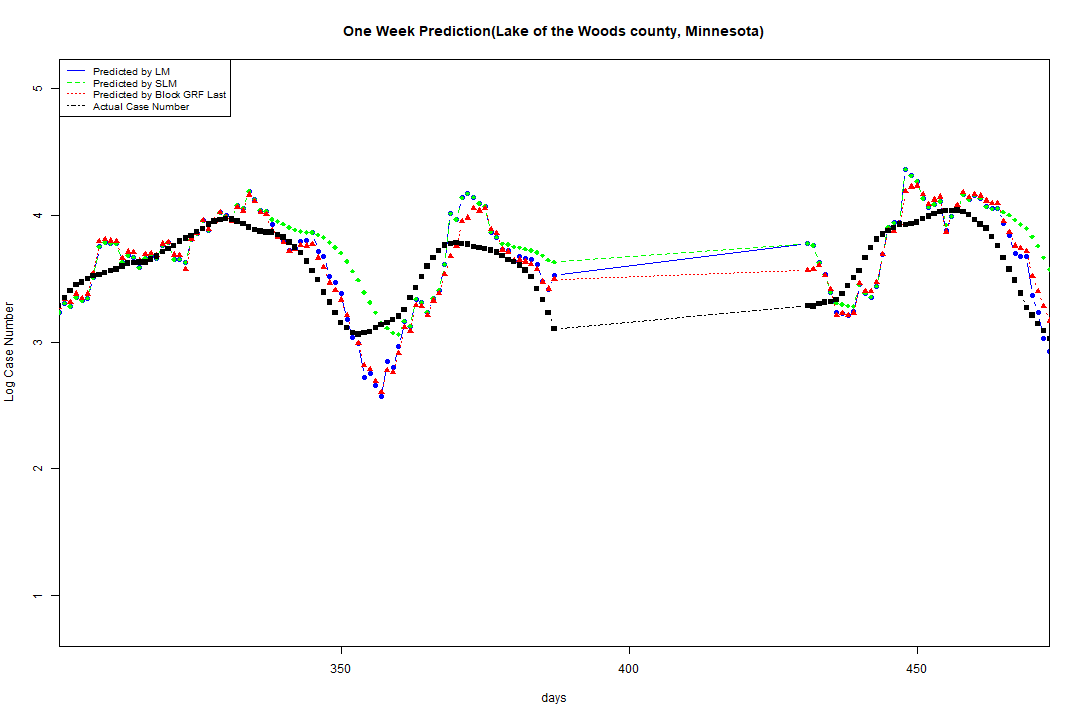 One Week Prediction(Lake of the Woods county, Minnesota)
Predicted by LM
Predicted by SLM
Predicted by Block GRF Last
Actual Case Number
5
4
3
2
1
Log Case Number
350
400
450
days